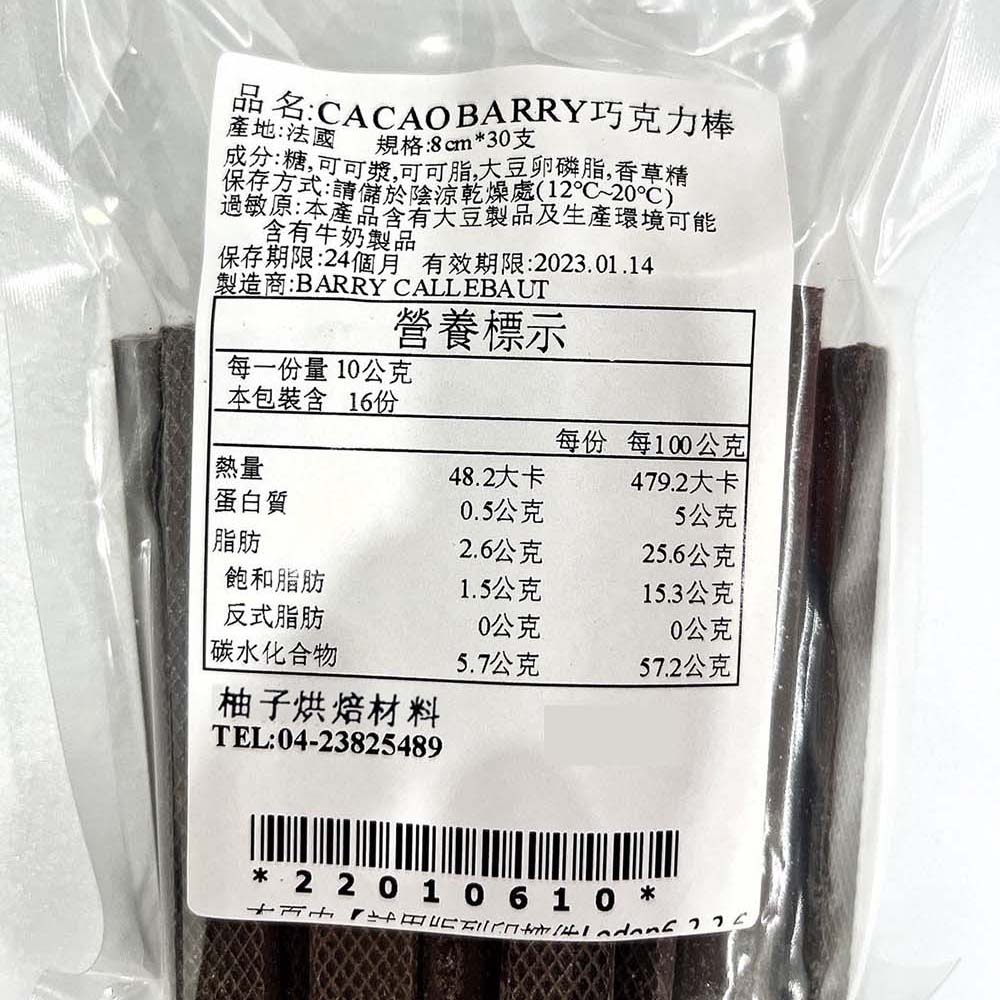 品名:CACAO BARRY巧克力棒
產地:法國 規格:8cm*30支
成分:糖,可可漿,可可脂,大豆卵磷脂,香草精
保存方式:請儲於陰涼乾燥處(12℃~20℃)
過敏原:本產品含有大豆製品及生產環境可能
含有牛奶製品
保存期限:24個月 有效期限:2023.01.14
製造商:BARRY CALLEBAUT
營養標示
每一份量 10公克
本包裝含 16份
每份 每100公克
熱量 48.2大卡 479.2大卡
蛋白質 0.5公克 5公克
脂肪 2.6公克 25.6公克
飽和脂肪 1.5公克 15.3公克
反式脂肪 0公克 0公克
碳水化合物 5.7公克 57.2公克
柚子烘焙材料
TEL:04-23825489
*22010610*